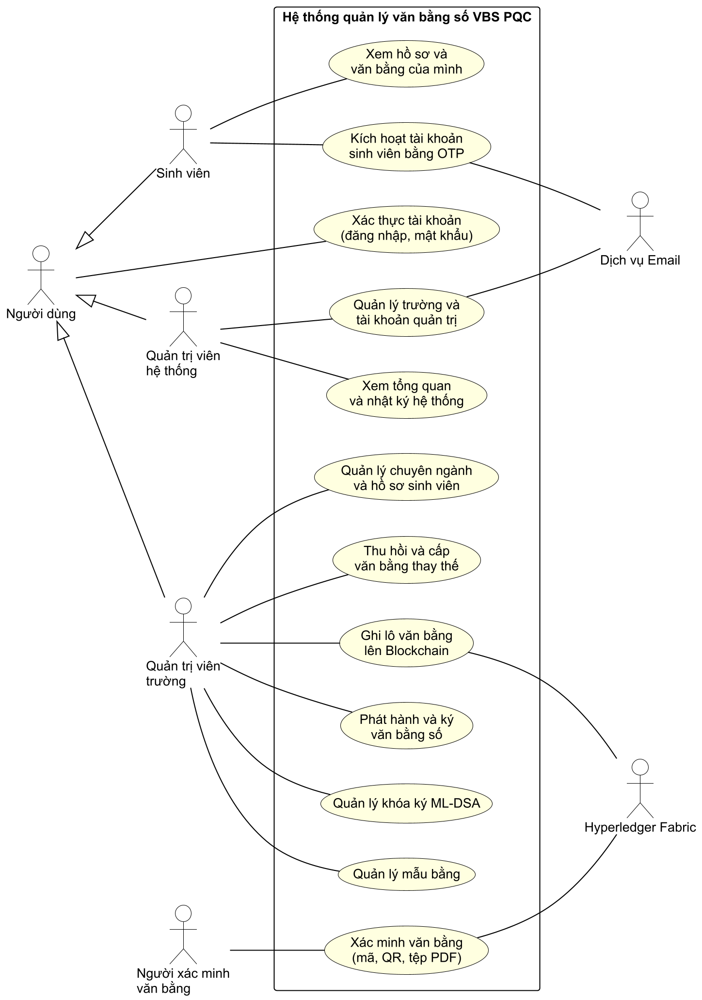 Hệ thống quản lý văn bằng số VBS PQC
Xem hồ sơ và
văn bằng của mình
Kích hoạt tài khoản
sinh viên bằng OTP
Sinh viên
Xác thực tài khoản
(đăng nhập, mật khẩu)
Dịch vụ Email
Người dùng
Quản lý trường và
tài khoản quản trị
Quản trị viên
hệ thống
Xem tổng quan
và nhật ký hệ thống
Quản lý chuyên ngành
và hồ sơ sinh viên
Thu hồi và cấp
văn bằng thay thế
Ghi lô văn bằng
lên Blockchain
Quản trị viên
trường
Phát hành và ký
văn bằng số
Quản lý khóa ký ML-DSA
Hyperledger Fabric
Quản lý mẫu bằng
Xác minh văn bằng
(mã, QR, tệp PDF)
Người xác minh
văn bằng